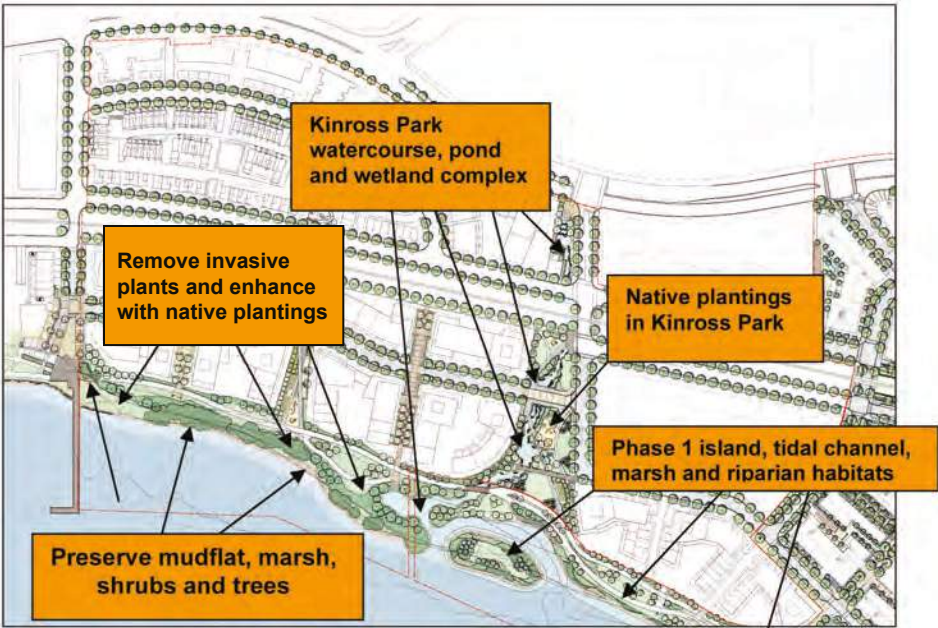 Kinross Park
watercourse, pond
and wetland complex
Remove invasive
plants and enhance
with native plantings
Native plantings
in Kinross Park
Phase 1 island, tidal channel,
marsh and riparian habitats
Preserve mudflat, marsh,
shrubs and trees